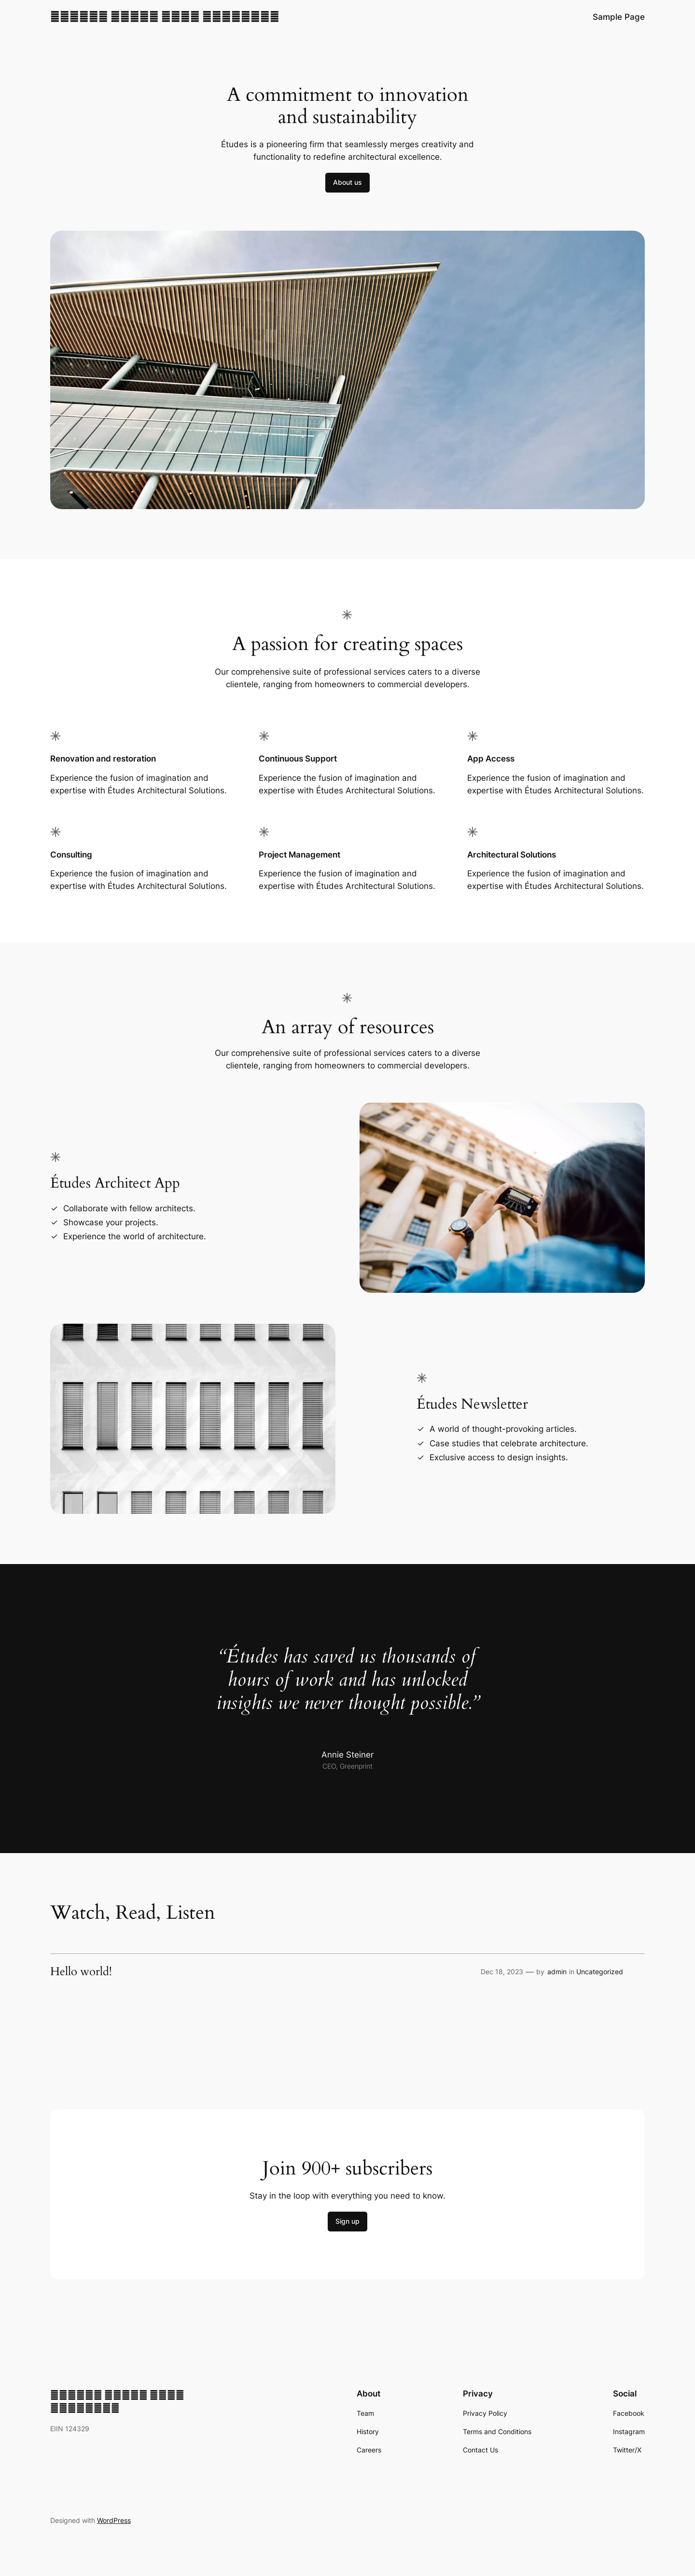 Sample Page
A commitment to innovation
and sustainability
Études is a pioneering firm that seamlessly merges creativity and
functionality to redefine architectural excellence.
About us
A passion for creating spaces
Our comprehensive suite of professional services caters to a diverse
clientele, ranging from homeowners to commercial developers.
Renovation and restoration
Experience the fusion of imagination and
expertise with Études Architectural Solutions.
Continuous Support
Experience the fusion of imagination and
expertise with Études Architectural Solutions.
App Access
Experience the fusion of imagination and
expertise with Études Architectural Solutions.
Consulting
Experience the fusion of imagination and
expertise with Études Architectural Solutions.
Project Management
Experience the fusion of imagination and
expertise with Études Architectural Solutions.
Architectural Solutions
Experience the fusion of imagination and
expertise with Études Architectural Solutions.
An array of resources
Our comprehensive suite of professional services caters to a diverse
clientele, ranging from homeowners to commercial developers.
Études Architect App
Collaborate with fellow architects.
Showcase your projects.
Experience the world of architecture.
Études Newsletter
A world of thought-provoking articles.
Case studies that celebrate architecture.
Exclusive access to design insights.
“Études has saved us thousands of
hours of work and has unlocked
insights we never thought possible.”
Annie Steiner
CEO, Greenprint
Watch, Read, Listen
Hello world!
Dec 18, 2023 — by admin in Uncategorized
Join 900+ subscribers
Stay in the loop with everything you need to know.
Sign up
EIIN 124329
About
Team
History
Careers
Privacy
Privacy Policy
Terms and Conditions
Contact Us
Social
Facebook
Instagram
Twitter/X
Designed with WordPress